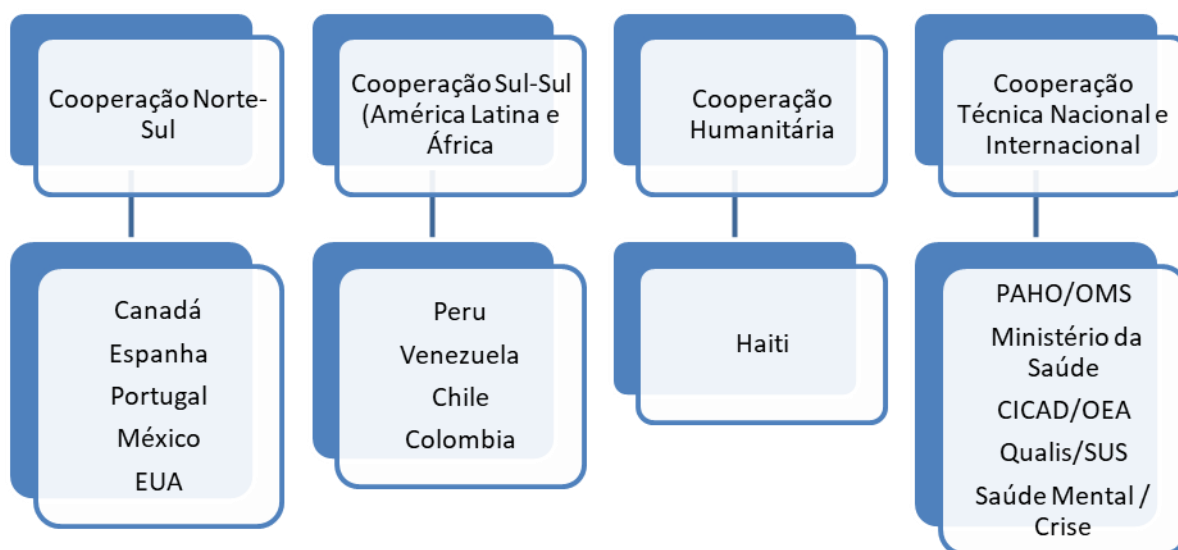 Cooperação Norte-
Sul
Canadá
Espanha
Portugal
México
EUA
Cooperação Sul-Sul
(América Latina e
África
Peru
Venezuela
Chile
Colombia
Cooperação
Humanitária
Haiti
Cooperação
Técnica Nacional e
Internacional
PAHO/OMS
Ministério da
Saúde
CICAD/OEA
Qualis/SUS
Saúde Mental /
Crise